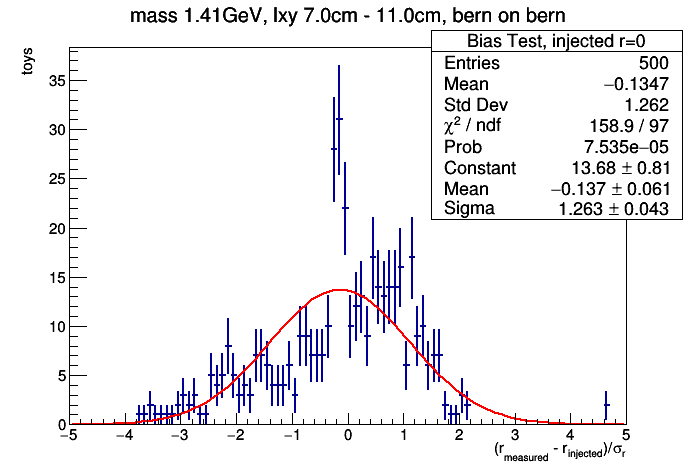 mass 1.41GeV, lxy 7.0cm - 11.0cm, bern on bern
Bias Test, injected r=0
Entries 500
Mean −0.1347
Std Dev 1.262
χ² / ndf 158.9 / 97
Prob 7.535e−05
Constant 13.68 ± 0.81
Mean −0.137 ± 0.061
Sigma 1.263 ± 0.043
toys
35
30
25
20
15
10
5
0
−5 −4 −3 −2 −1 0 1 2 3 4 5
(r_measured - r_injected)/σ_r